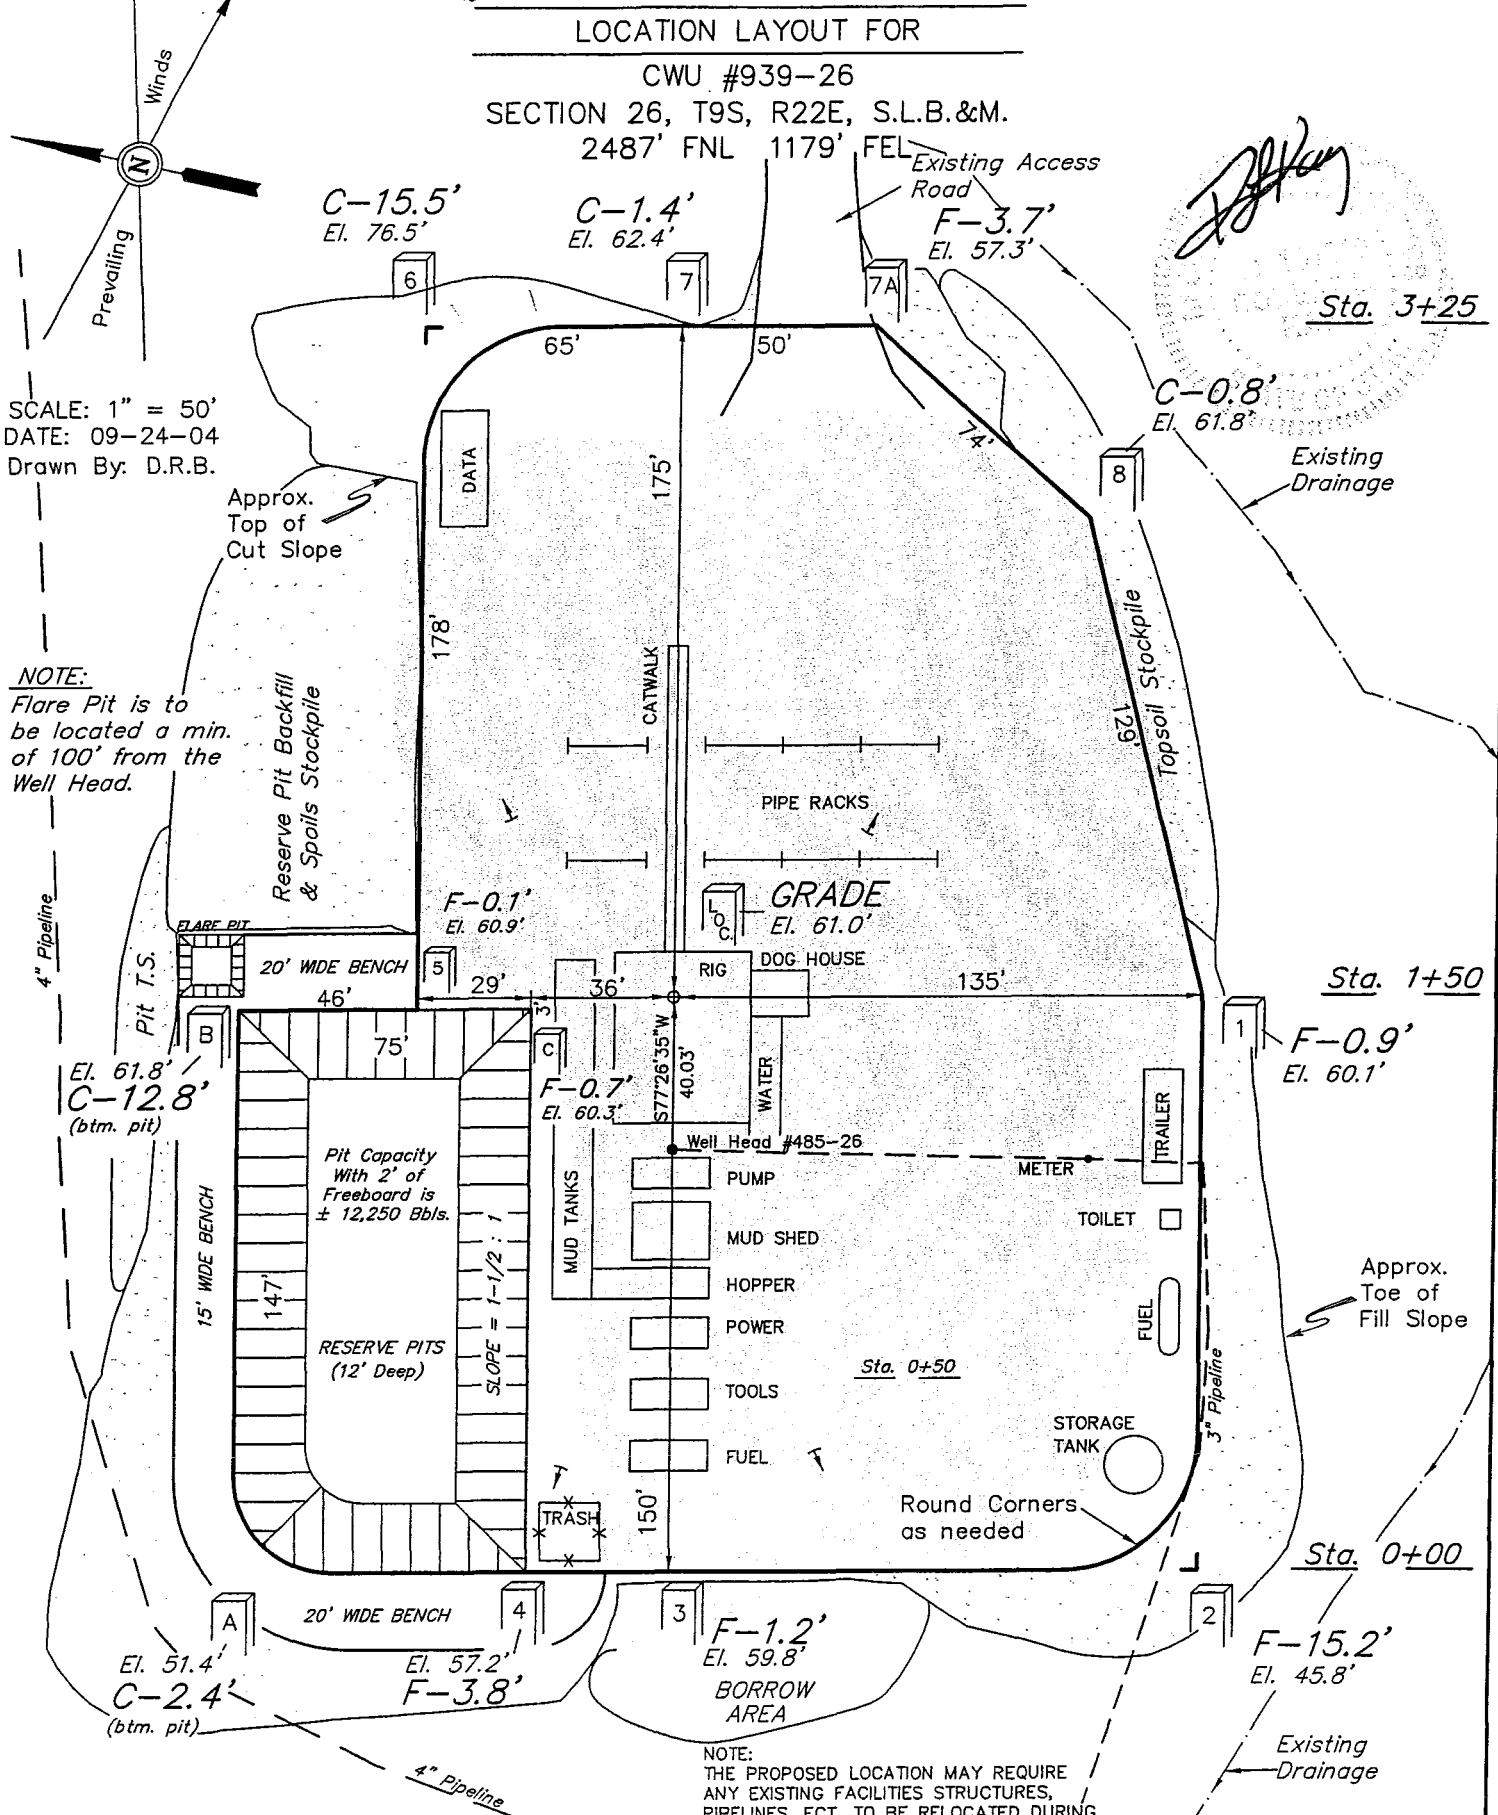 LOCATION LAYOUT FOR
CWU #939-26
SECTION 26, T9S, R22E, S.L.B.&M.
2487' FNL 1179' FEL
Winds
N
Prevailing
Existing Access
Road
C-15.5'
El. 76.5'
C-1.4'
El. 62.4'
F-3.7'
El. 57.3'
6
7
7A
Sta. 3+25
65'
50'
SCALE: 1" = 50'
DATE: 09-24-04
Drawn By: D.R.B.
C-0.8'
El. 61.8'
74'
8
Existing
Drainage
DATA
175'
Approx.
Top of
Cut Slope
178'
Topsoil Stockpile
129'
CATWALK
NOTE:
Flare Pit is to
be located a min.
of 100' from the
Well Head.
Reserve Pit Backfill
& Spoils Stockpile
PIPE RACKS
F-0.1'
El. 60.9'
LOC.
GRADE
El. 61.0'
4" Pipeline
Pit T.S.
FLARE PIT
20' WIDE BENCH
5
RIG
DOG HOUSE
46'
29'
3'
36'
135'
Sta. 1+50
B
75'
C
1
El. 61.8'
C-12.8'
(btm. pit)
F-0.7'
El. 60.3'
S77°26'35"W
40.03'
WATER
F-0.9'
El. 60.1'
TRAILER
Pit Capacity
With 2' of
Freeboard is
± 12,250 Bbls.
Well Head #485-26
METER
PUMP
MUD TANKS
TOILET
15' WIDE BENCH
147'
SLOPE = 1-1/2 : 1
MUD SHED
HOPPER
FUEL
Approx.
Toe of
Fill Slope
POWER
RESERVE PITS
(12' Deep)
Sta. 0+50
3" Pipeline
TOOLS
STORAGE
TANK
FUEL
TRASH
150'
Round Corners
as needed
Sta. 0+00
A
20' WIDE BENCH
4
3
2
El. 51.4'
C-2.4'
(btm. pit)
El. 57.2'
F-3.8'
F-1.2'
El. 59.8'
BORROW
AREA
F-15.2'
El. 45.8'
4" Pipeline
Existing
Drainage
NOTE:
THE PROPOSED LOCATION MAY REQUIRE
ANY EXISTING FACILITIES STRUCTURES,
PIPELINES, ECT. TO BE RELOCATED DURING